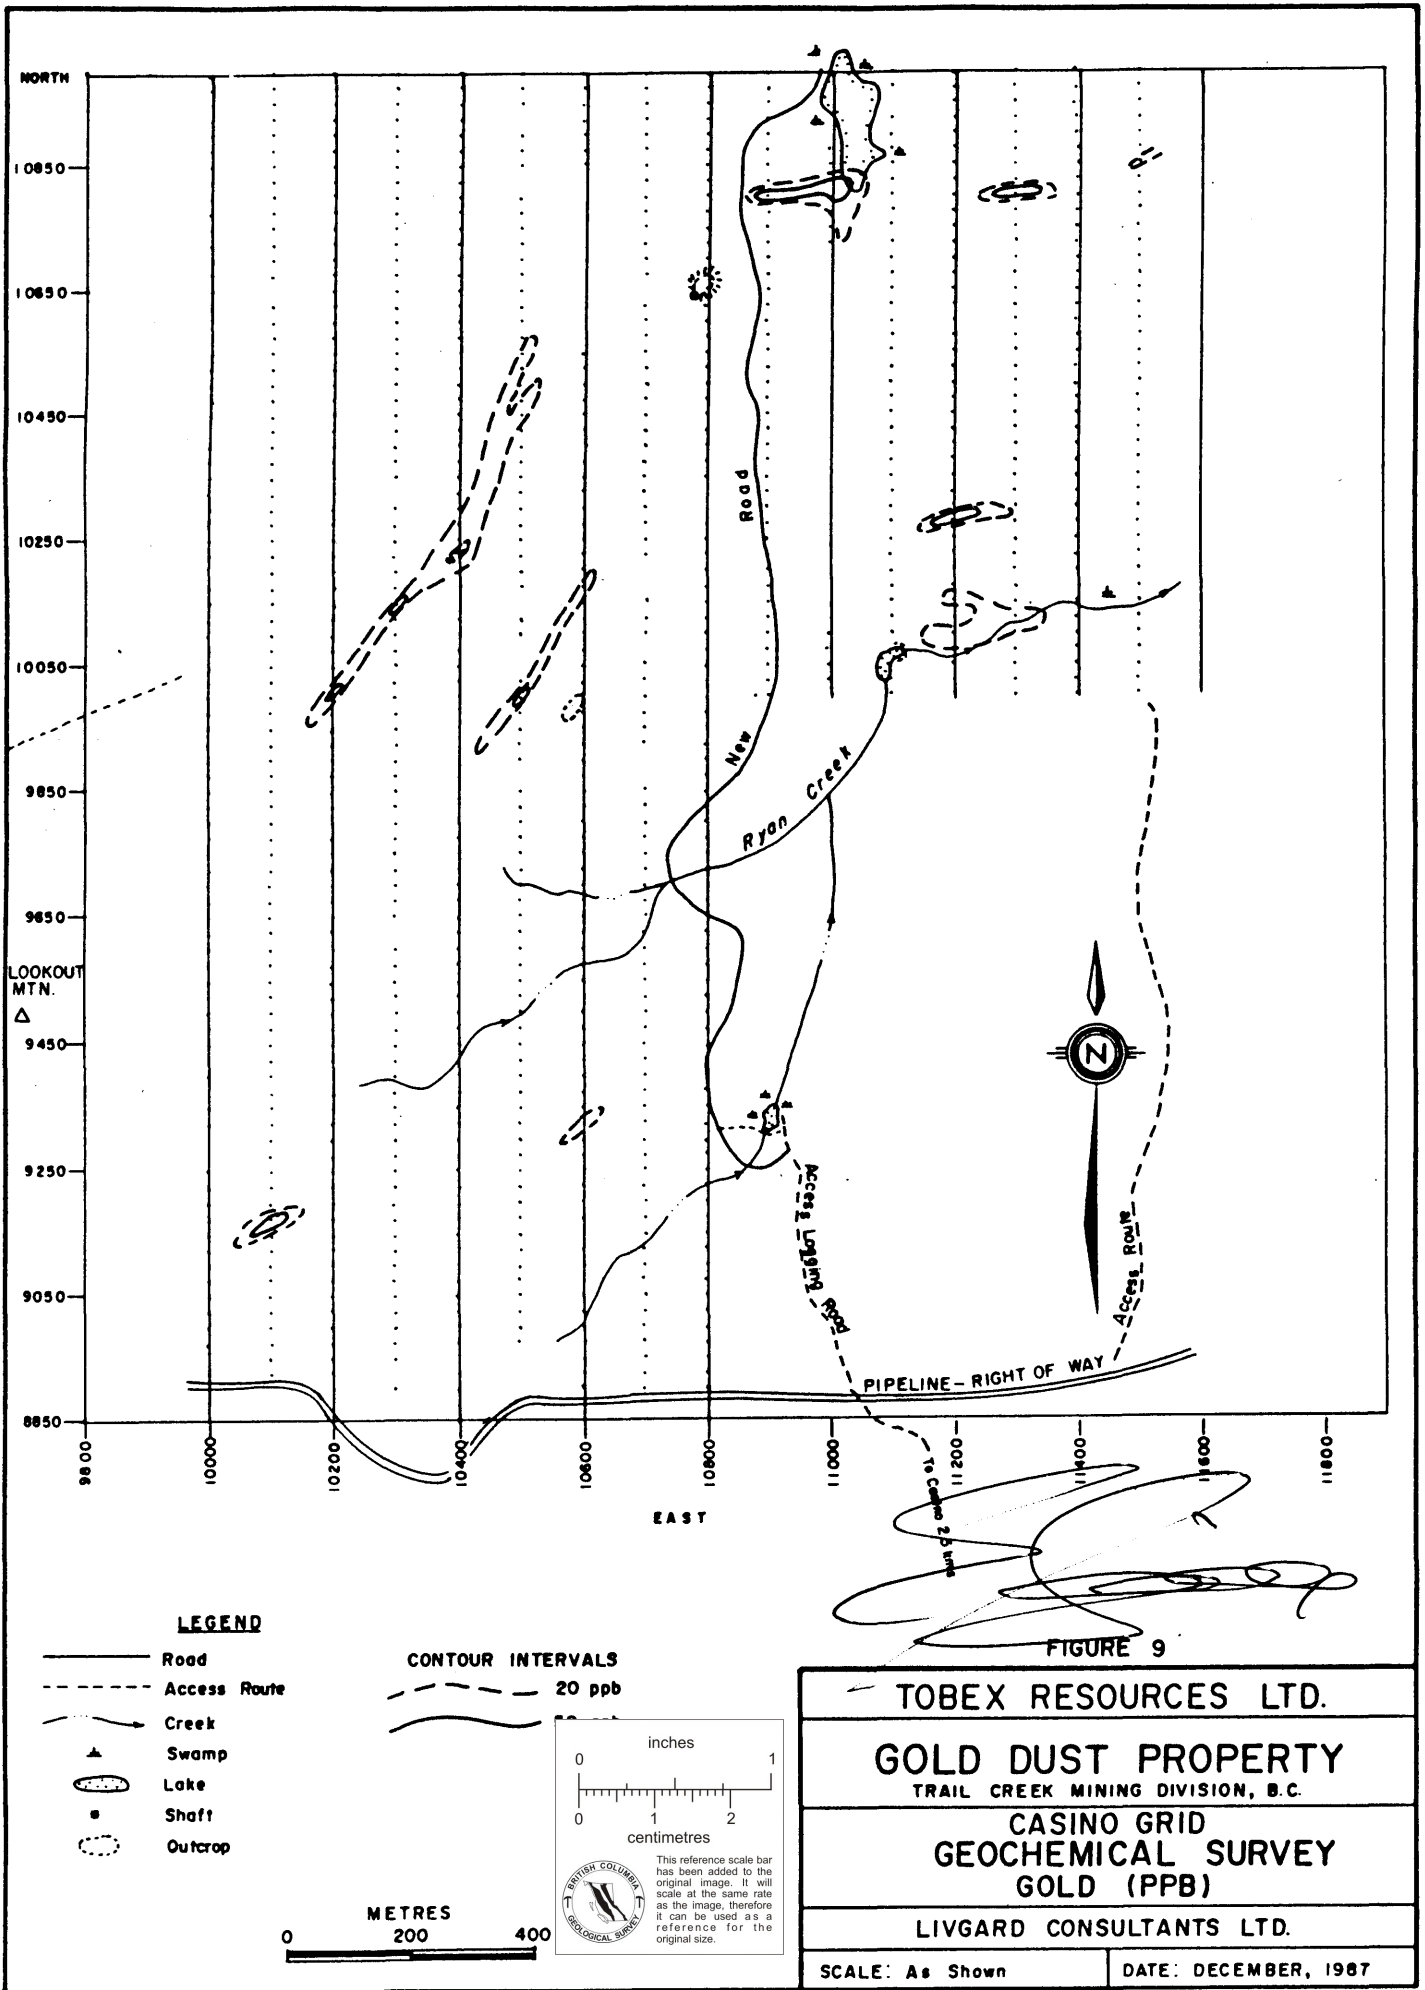 NORTH
10850
10650
10450
10250
10050
9850
9650
LOOKOUT
MTN.
9450
9250
9050
8850
Road
New
Ryan Creek
Access Logging Road
Access Route
PIPELINE - RIGHT OF WAY
9800
10000
10200
10400
10600
10800
11000
11200
11400
11600
11800
EAST
To Casino 2.5 kms
N
LEGEND
Road
Access Route
Creek
Swamp
Lake
Shaft
Outcrop
CONTOUR INTERVALS
20 ppb
METRES
0 200 400
inches
0 1
0 1 2
centimetres
This reference scale bar
has been added to the
original image. It will
scale at the same rate
as the image, therefore
it can be used as a
reference for the
original size.
BRITISH COLUMBIA
GEOLOGICAL SURVEY
FIGURE 9
TOBEX RESOURCES LTD.
GOLD DUST PROPERTY
TRAIL CREEK MINING DIVISION, B.C.
CASINO GRID
GEOCHEMICAL SURVEY
GOLD (PPB)
LIVGARD CONSULTANTS LTD.
SCALE: As Shown
DATE: DECEMBER, 1987